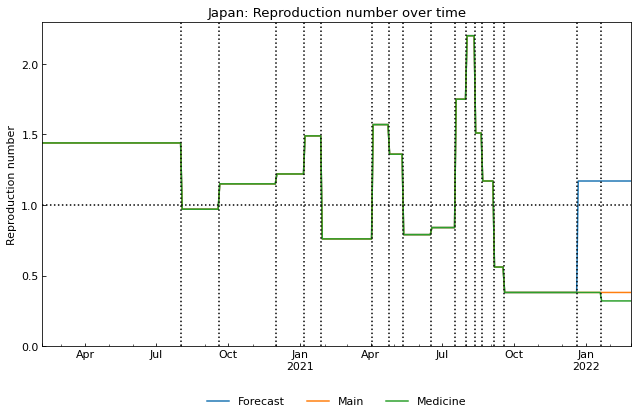 Japan: Reproduction number over time
Reproduction number
2.0
1.5
1.0
0.5
0.0
Apr Jul Oct Jan Apr Jul Oct Jan
2021 2022
Forecast Main Medicine